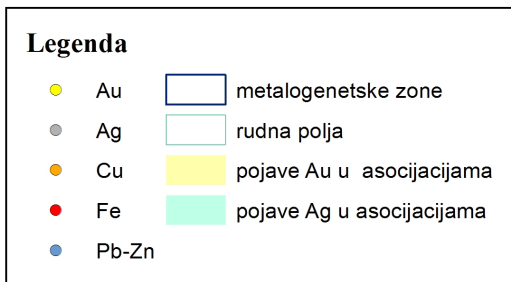 Legenda
Au metalogenetske zone
Ag rudna polja
Cu pojave Au u asocijacijama
Fe pojave Ag u asocijacijama
Pb-Zn